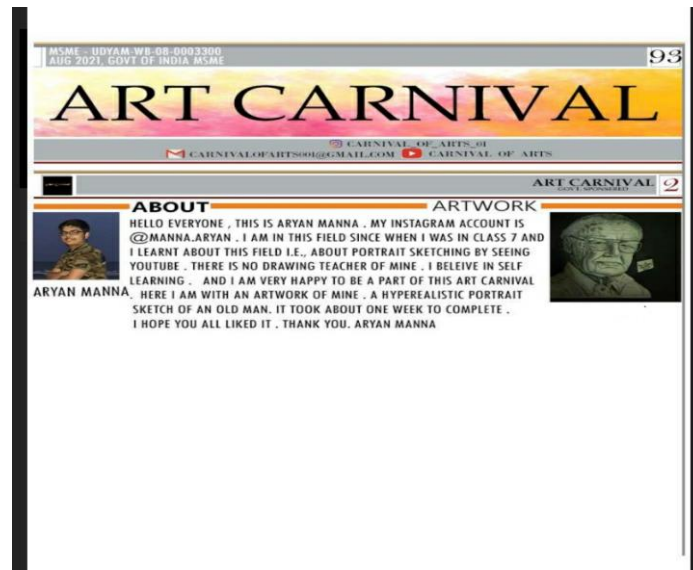 MSME - UDYAM-WB-08-0003300
AUG 2021, GOVT OF INDIA MSME
93
ART CARNIVAL
CARNIVAL_OF_ARTS_01
CARNIVALOFARTS001@GMAIL.COM CARNIVAL OF ARTS
ART CARNIVAL 2
GOVT. SPONSERED
ABOUT ARTWORK
HELLO EVERYONE , THIS IS ARYAN MANNA . MY INSTAGRAM ACCOUNT IS
@MANNA.ARYAN . I AM IN THIS FIELD SINCE WHEN I WAS IN CLASS 7 AND
I LEARNT ABOUT THIS FIELD I.E., ABOUT PORTRAIT SKETCHING BY SEEING
YOUTUBE . THERE IS NO DRAWING TEACHER OF MINE . I BELEIVE IN SELF
LEARNING . AND I AM VERY HAPPY TO BE A PART OF THIS ART CARNIVAL
. HERE I AM WITH AN ARTWORK OF MINE . A HYPEREALISTIC PORTRAIT
SKETCH OF AN OLD MAN. IT TOOK ABOUT ONE WEEK TO COMPLETE .
I HOPE YOU ALL LIKED IT . THANK YOU. ARYAN MANNA
ARYAN MANNA